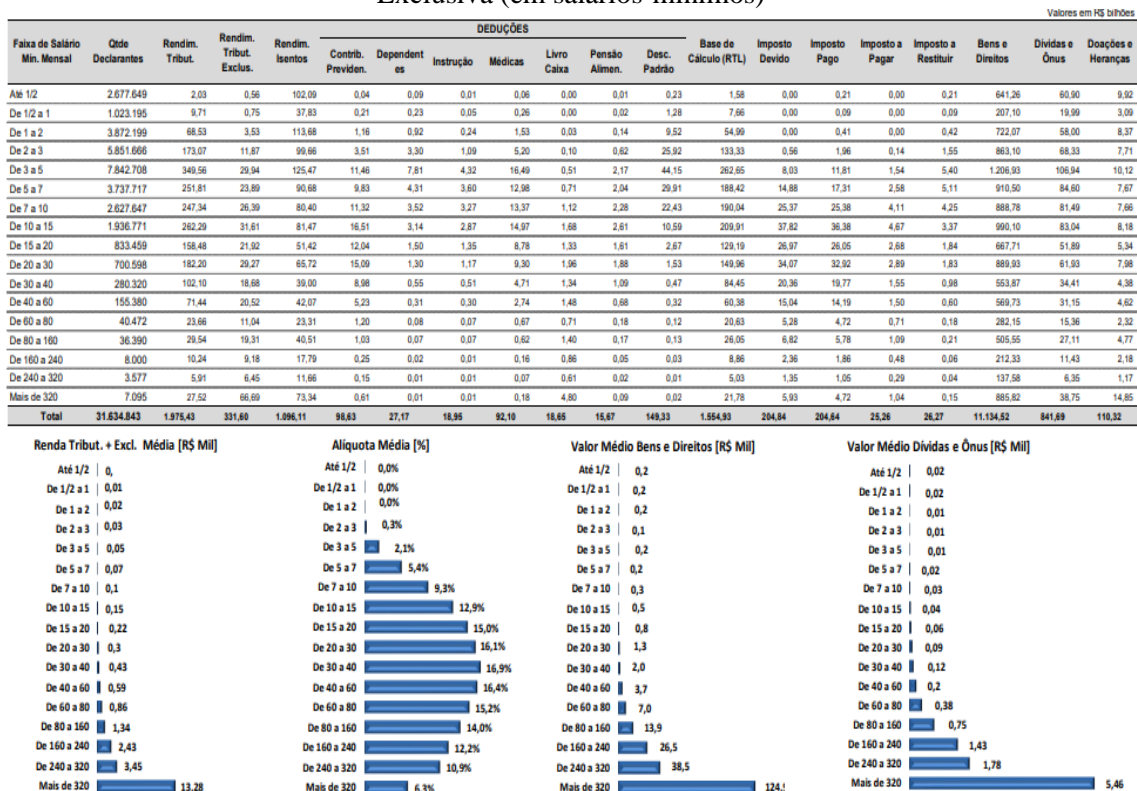 Exclusiva (em salários-mínimos)
Valores em R$ bilhões
DEDUÇÕES
Faixa de Salário Min. Mensal Qtde Declarantes Rendim. Tribut. Rendim. Tribut. Exclus. Rendim. Isentos Contrib. Previden. Dependentes Instrução Médicas Livro Caixa Pensão Alimen. Desc. Padrão Base de Cálculo (RTL) Imposto Devido Imposto Pago Imposto a Pagar Imposto a Restituir Bens e Direitos Dívidas e Ônus Doações e Heranças
Até 1/2 2.677.649 2,03 0,56 102,09 0,04 0,09 0,01 0,06 0,00 0,01 0,23 1,58 0,00 0,21 0,00 0,21 641,26 60,90 9,92
De 1/2 a 1 1.023.195 9,71 0,75 37,83 0,21 0,23 0,05 0,26 0,00 0,02 1,28 7,66 0,00 0,09 0,00 0,09 207,10 19,99 3,09
De 1 a 2 3.872.199 68,53 3,53 113,68 1,16 0,92 0,24 1,53 0,03 0,14 9,52 54,99 0,00 0,41 0,00 0,42 722,07 58,00 8,37
De 2 a 3 5.851.666 173,07 11,87 99,66 3,51 3,30 1,09 5,20 0,10 0,62 25,92 133,33 0,56 1,96 0,14 1,55 863,10 68,33 7,71
De 3 a 5 7.842.708 349,56 29,94 125,47 11,46 7,81 4,32 16,49 0,51 2,17 44,15 262,65 8,03 11,81 1,54 5,40 1.206,93 106,94 10,12
De 5 a 7 3.737.717 251,81 23,89 90,68 9,83 4,31 3,60 12,98 0,71 2,04 29,91 188,42 14,88 17,31 2,58 5,11 910,50 84,60 7,67
De 7 a 10 2.627.647 247,34 26,39 80,40 11,32 3,52 3,27 13,37 1,12 2,28 22,43 190,04 25,37 25,38 4,11 4,25 888,78 81,49 7,66
De 10 a 15 1.936.771 262,29 31,61 81,47 16,51 3,14 2,87 14,97 1,68 2,61 10,59 209,91 37,82 36,38 4,67 3,37 990,10 83,04 8,18
De 15 a 20 833.459 158,48 21,92 51,42 12,04 1,50 1,35 8,78 1,33 1,61 2,67 129,19 26,97 26,05 2,68 1,84 667,71 51,89 5,34
De 20 a 30 700.598 182,20 29,27 65,72 15,09 1,30 1,17 9,30 1,96 1,88 1,53 149,96 34,07 32,92 2,89 1,83 889,93 61,93 7,98
De 30 a 40 280.320 102,10 18,68 39,00 8,98 0,55 0,51 4,71 1,34 1,09 0,47 84,45 20,36 19,77 1,55 0,98 553,87 34,41 4,38
De 40 a 60 155.380 71,44 20,52 42,07 5,23 0,31 0,30 2,74 1,48 0,68 0,32 60,38 15,04 14,19 1,50 0,60 569,73 31,15 4,62
De 60 a 80 40.472 23,66 11,04 23,31 1,20 0,08 0,07 0,67 0,71 0,18 0,12 20,63 5,28 4,72 0,71 0,18 282,15 15,36 2,32
De 80 a 160 36.390 29,54 19,31 40,51 1,03 0,07 0,07 0,62 1,40 0,17 0,13 26,05 6,82 5,78 1,09 0,21 505,55 27,11 4,77
De 160 a 240 8.000 10,24 9,18 17,79 0,25 0,02 0,01 0,16 0,86 0,05 0,03 8,86 2,36 1,86 0,48 0,06 212,33 11,43 2,18
De 240 a 320 3.577 5,91 6,45 11,66 0,15 0,01 0,01 0,07 0,61 0,02 0,01 5,03 1,35 1,05 0,29 0,04 137,58 6,35 1,17
Mais de 320 7.095 27,52 66,69 73,34 0,61 0,01 0,01 0,18 4,80 0,09 0,02 21,78 5,93 4,72 1,04 0,15 885,82 38,75 14,85
Total 31.634.843 1.975,43 331,60 1.096,11 98,63 27,17 18,95 92,10 18,65 15,67 149,33 1.554,93 204,84 204,64 25,26 26,27 11.134,52 841,69 110,32
Renda Tribut. + Excl. Média [R$ Mil]
Até 1/2 0,
De 1/2 a 1 0,01
De 1 a 2 0,02
De 2 a 3 0,03
De 3 a 5 0,05
De 5 a 7 0,07
De 7 a 10 0,1
De 10 a 15 0,15
De 15 a 20 0,22
De 20 a 30 0,3
De 30 a 40 0,43
De 40 a 60 0,59
De 60 a 80 0,86
De 80 a 160 1,34
De 160 a 240 2,43
De 240 a 320 3,45
Mais de 320 13,28
Alíquota Média [%]
Até 1/2 0,0%
De 1/2 a 1 0,0%
De 1 a 2 0,0%
De 2 a 3 0,3%
De 3 a 5 2,1%
De 5 a 7 5,4%
De 7 a 10 9,3%
De 10 a 15 12,9%
De 15 a 20 15,0%
De 20 a 30 16,1%
De 30 a 40 16,9%
De 40 a 60 16,4%
De 60 a 80 15,2%
De 80 a 160 14,0%
De 160 a 240 12,2%
De 240 a 320 10,9%
Mais de 320 6,3%
Valor Médio Bens e Direitos [R$ Mil]
Até 1/2 0,2
De 1/2 a 1 0,2
De 1 a 2 0,2
De 2 a 3 0,1
De 3 a 5 0,2
De 5 a 7 0,2
De 7 a 10 0,3
De 10 a 15 0,5
De 15 a 20 0,8
De 20 a 30 1,3
De 30 a 40 2,0
De 40 a 60 3,7
De 60 a 80 7,0
De 80 a 160 13,9
De 160 a 240 26,5
De 240 a 320 38,5
Mais de 320 124,
Valor Médio Dívidas e Ônus [R$ Mil]
Até 1/2 0,02
De 1/2 a 1 0,02
De 1 a 2 0,01
De 2 a 3 0,01
De 3 a 5 0,01
De 5 a 7 0,02
De 7 a 10 0,03
De 10 a 15 0,04
De 15 a 20 0,06
De 20 a 30 0,09
De 30 a 40 0,12
De 40 a 60 0,2
De 60 a 80 0,38
De 80 a 160 0,75
De 160 a 240 1,43
De 240 a 320 1,78
Mais de 320 5,46